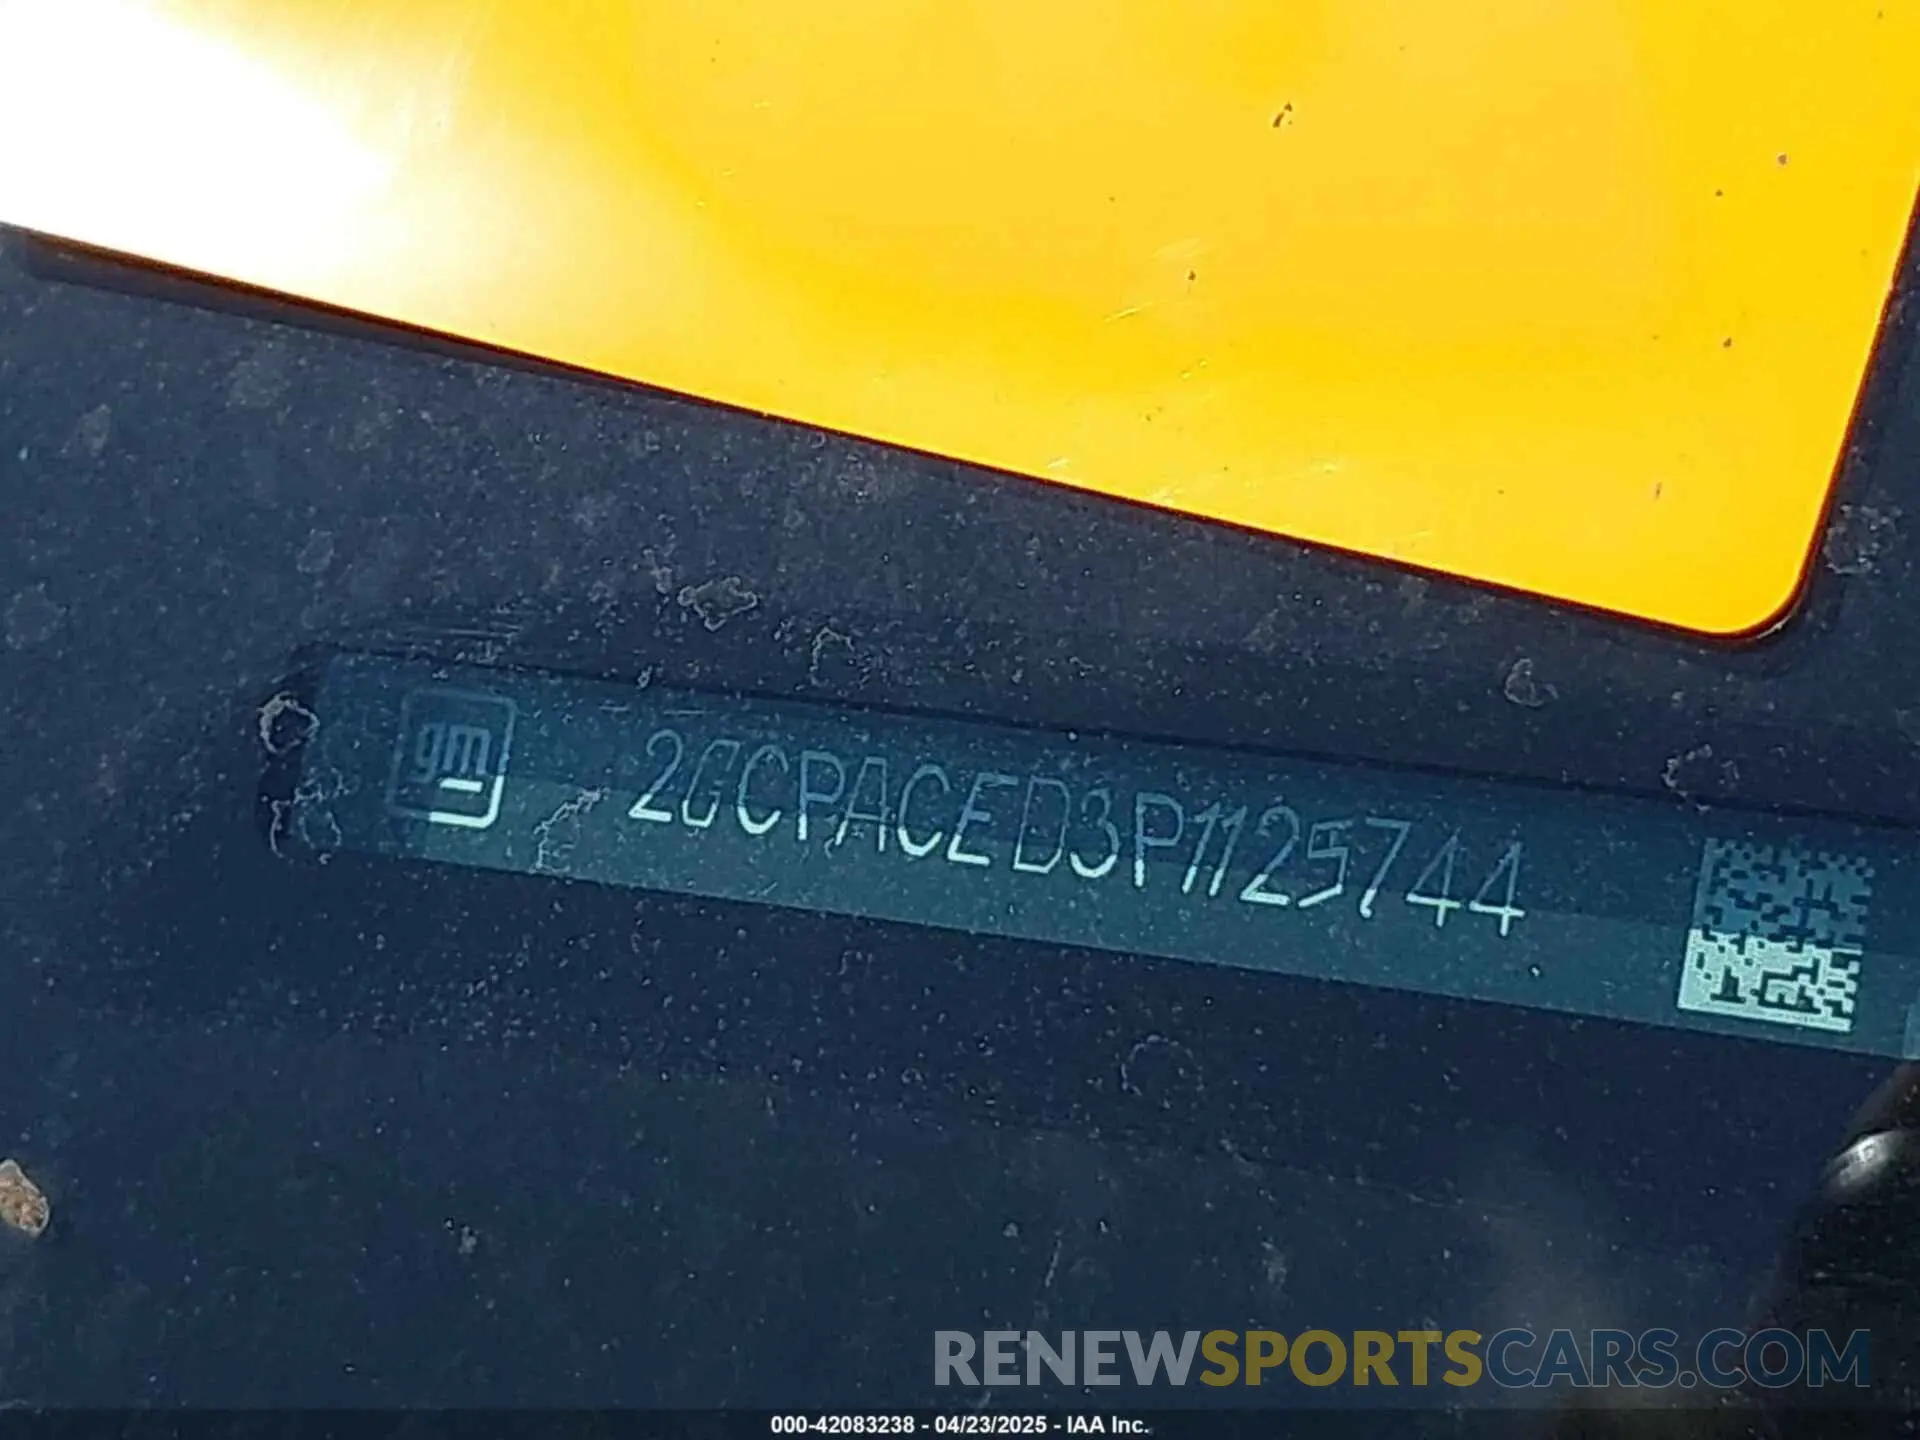 gm 2GCPACED3P1125744
RENEWSPORTSCARS.COM
000-42083238 - 04/23/2025 - IAA Inc.